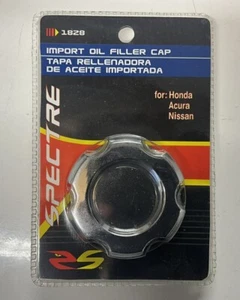 1828
IMPORT OIL FILLER CAP
TAPA RELLENADORA
DE ACEITE IMPORTADA
for: Honda
Acura
Nissan
SPECTRE